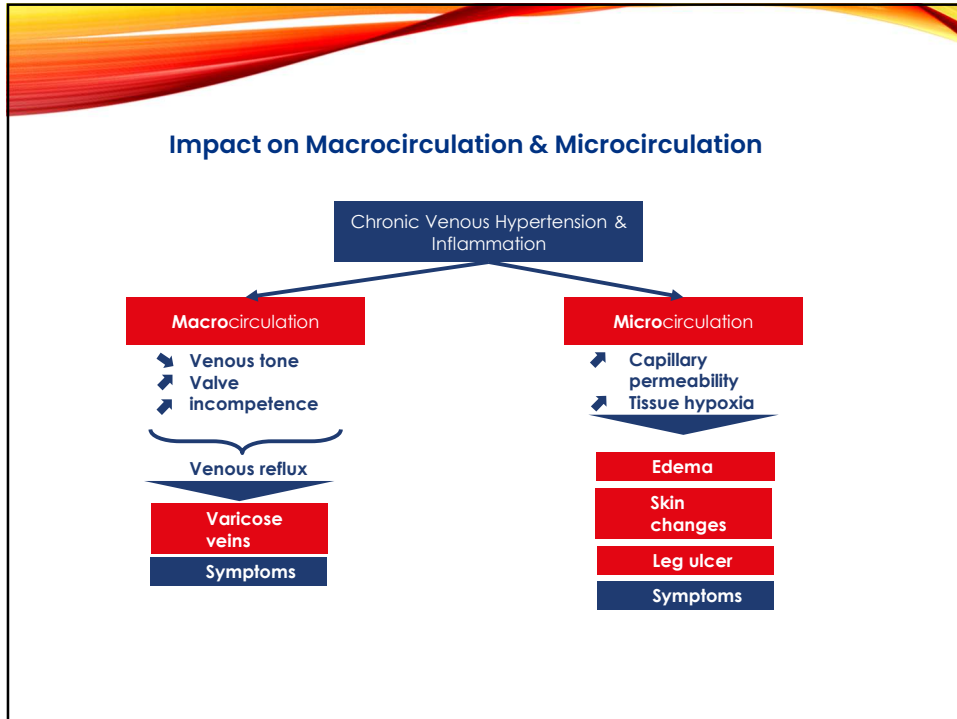 Impact on Macrocirculation & Microcirculation
Chronic Venous Hypertension &
Inflammation
Macrocirculation
Venous tone
Valve
incompetence
Venous reflux
Varicose
veins
Symptoms
Microcirculation
Capillary
permeability
Tissue hypoxia
Edema
Skin
changes
Leg ulcer
Symptoms